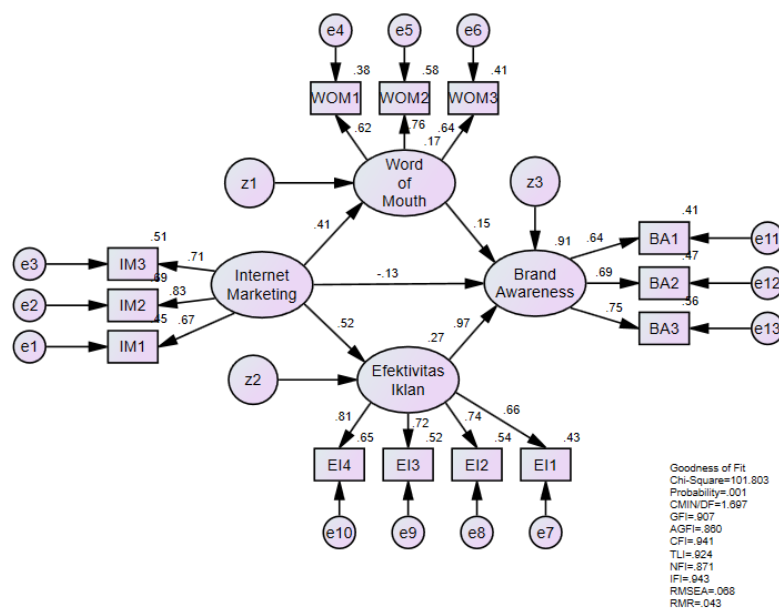 e4
e5
e6
.38
.58
.41
WOM1
WOM2
WOM3
.62
.76
.64
.17
z1
Word
of
Mouth
z3
.41
.15
.51
.91
.64
.41
e3
IM3
.71
BA1
e11
.69
Internet
Marketing
-.13
Brand
Awareness
.47
e2
IM2
.83
.69
BA2
e12
.45
.56
e1
IM1
.67
.52
.97
.75
BA3
e13
.27
z2
Efektivitas
Iklan
.81
.72
.74
.66
.65
.52
.54
.43
EI4
EI3
EI2
EI1
e10
e9
e8
e7
Goodness of Fit
Chi-Square=101.803
Probability=.001
CMIN/DF=1.697
GFI=.907
AGFI=.860
CFI=.941
TLI=.924
NFI=.871
IFI=.943
RMSEA=.068
RMR=.043